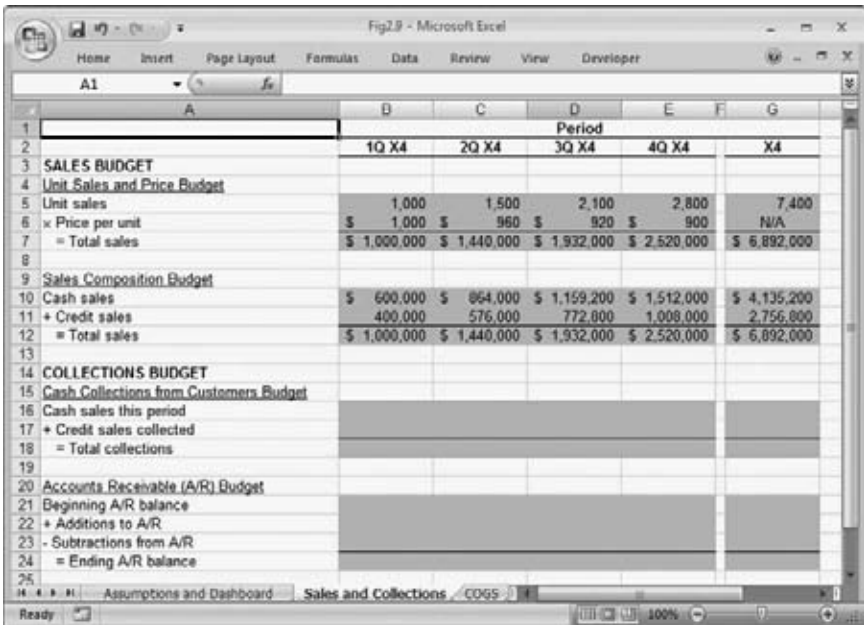 Fig2.9 - Microsoft Excel
Home Insert Page Layout Formulas Data Review View Developer
A1 fx
A B C D E F G
1 Period
2 1Q X4 2Q X4 3Q X4 4Q X4 X4
3 SALES BUDGET
4 Unit Sales and Price Budget
5 Unit sales 1,000 1,500 2,100 2,800 7,400
6 × Price per unit $ 1,000 $ 960 $ 920 $ 900 N/A
7 = Total sales $ 1,000,000 $ 1,440,000 $ 1,932,000 $ 2,520,000 $ 6,892,000
8
9 Sales Composition Budget
10 Cash sales $ 600,000 $ 864,000 $ 1,159,200 $ 1,512,000 $ 4,135,200
11 + Credit sales 400,000 576,000 772,800 1,008,000 2,756,800
12 = Total sales $ 1,000,000 $ 1,440,000 $ 1,932,000 $ 2,520,000 $ 6,892,000
13
14 COLLECTIONS BUDGET
15 Cash Collections from Customers Budget
16 Cash sales this period
17 + Credit sales collected
18 = Total collections
19
20 Accounts Receivable (A/R) Budget
21 Beginning A/R balance
22 + Additions to A/R
23 - Subtractions from A/R
24 = Ending A/R balance
25
Assumptions and Dashboard Sales and Collections COGS
Ready 100%